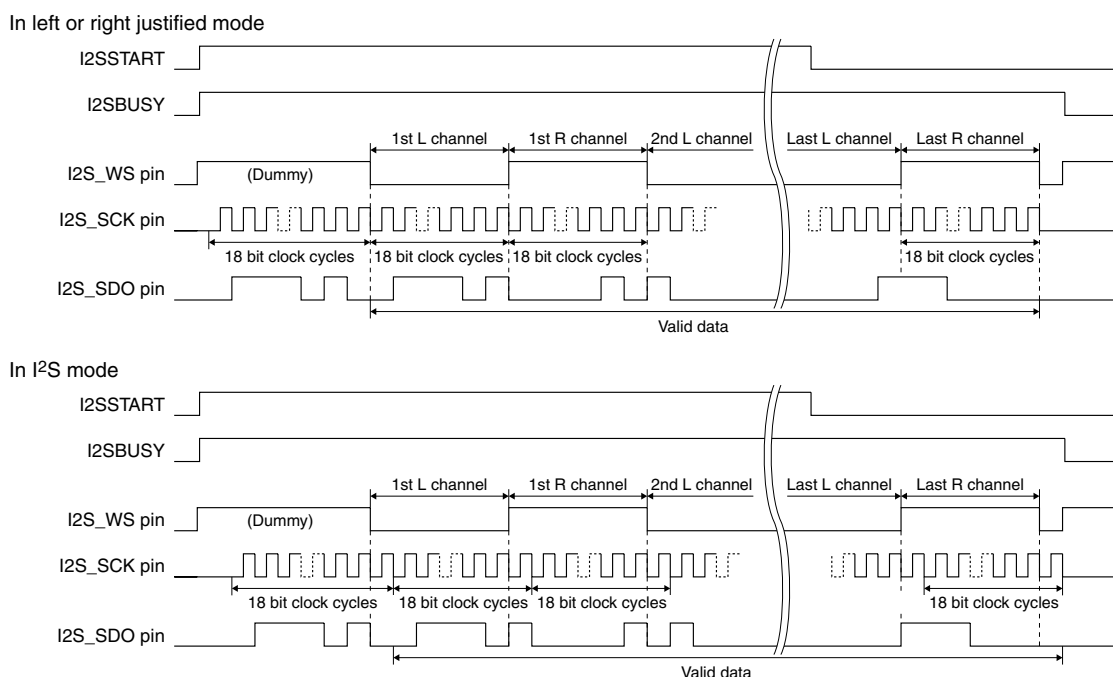 In left or right justified mode
I2SSTART
I2SBUSY
1st L channel 1st R channel 2nd L channel Last L channel Last R channel
I2S_WS pin (Dummy)
I2S_SCK pin
18 bit clock cycles 18 bit clock cycles 18 bit clock cycles 18 bit clock cycles
I2S_SDO pin
Valid data
In I²S mode
I2SSTART
I2SBUSY
1st L channel 1st R channel 2nd L channel Last L channel Last R channel
I2S_WS pin (Dummy)
I2S_SCK pin
18 bit clock cycles 18 bit clock cycles 18 bit clock cycles 18 bit clock cycles
I2S_SDO pin
Valid data